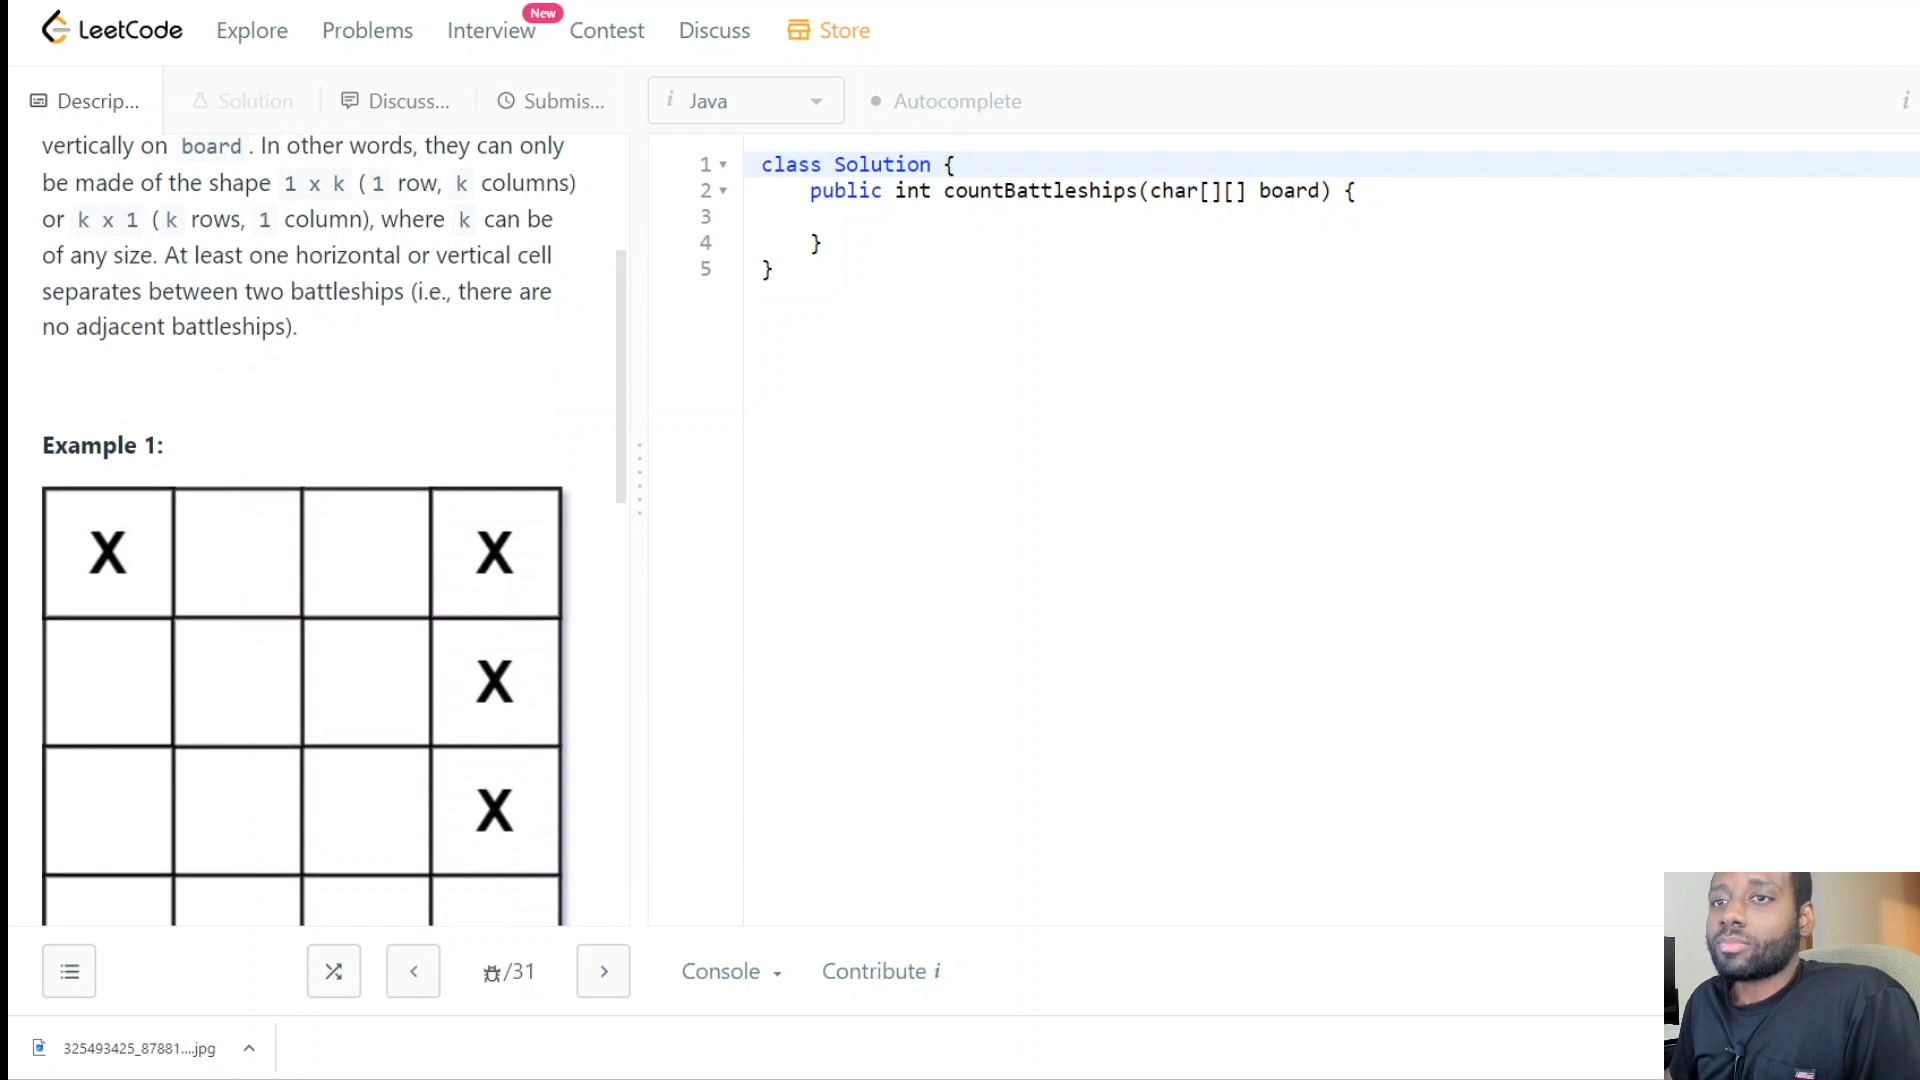 LeetCode Explore Problems Interview New Contest Discuss Store
Descrip... Solution Discuss... Submis... i Java Autocomplete i
vertically on board . In other words, they can only
be made of the shape 1 x k ( 1 row, k columns)
or k x 1 ( k rows, 1 column), where k can be
of any size. At least one horizontal or vertical cell
separates between two battleships (i.e., there are
no adjacent battleships).
Example 1:
X X
X
X
1 class Solution {
2 public int countBattleships(char[][] board) {
3
4 }
5 }
/31 Console Contribute i
325493425_87881....jpg